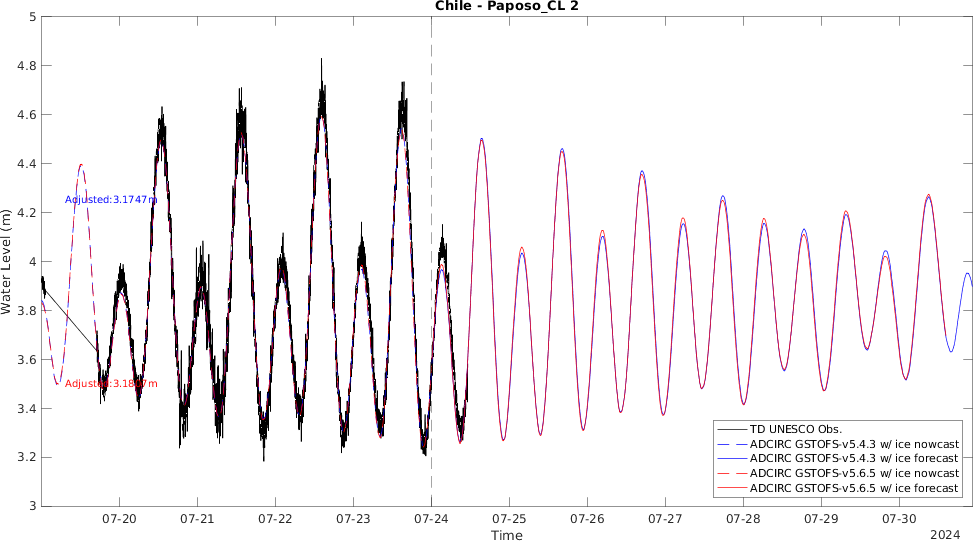 Chile - Paposo_CL 2
5
4.8
4.6
4.4
4.2
4
3.8
3.6
3.4
3.2
3
Water Level (m)
Adjusted:3.1747m
TD UNESCO Obs.
ADCIRC GSTOFS-v5.4.3 w/ ice nowcast
ADCIRC GSTOFS-v5.4.3 w/ ice forecast
ADCIRC GSTOFS-v5.6.5 w/ ice nowcast
ADCIRC GSTOFS-v5.6.5 w/ ice forecast
07-20 07-21 07-22 07-23 07-24 07-25 07-26 07-27 07-28 07-29 07-30
Time
2024